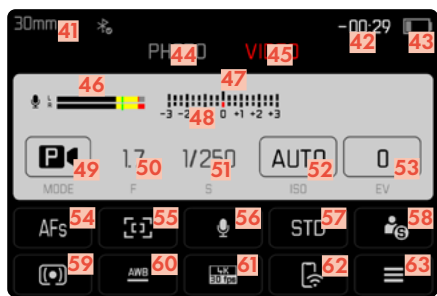 30mm 41 -00:29 42 43
PHOTO 44 VIDEO 45
46 47
L
R
-3 -2 48 0 +1 +2 +3
P 49 1.7 50 1/250 51 AUTO 52 0 53
MODE F S ISO EV
AFs 54 55 56 STD 57 S 58
59 AWB 60 4K 30 fps 61 62 63